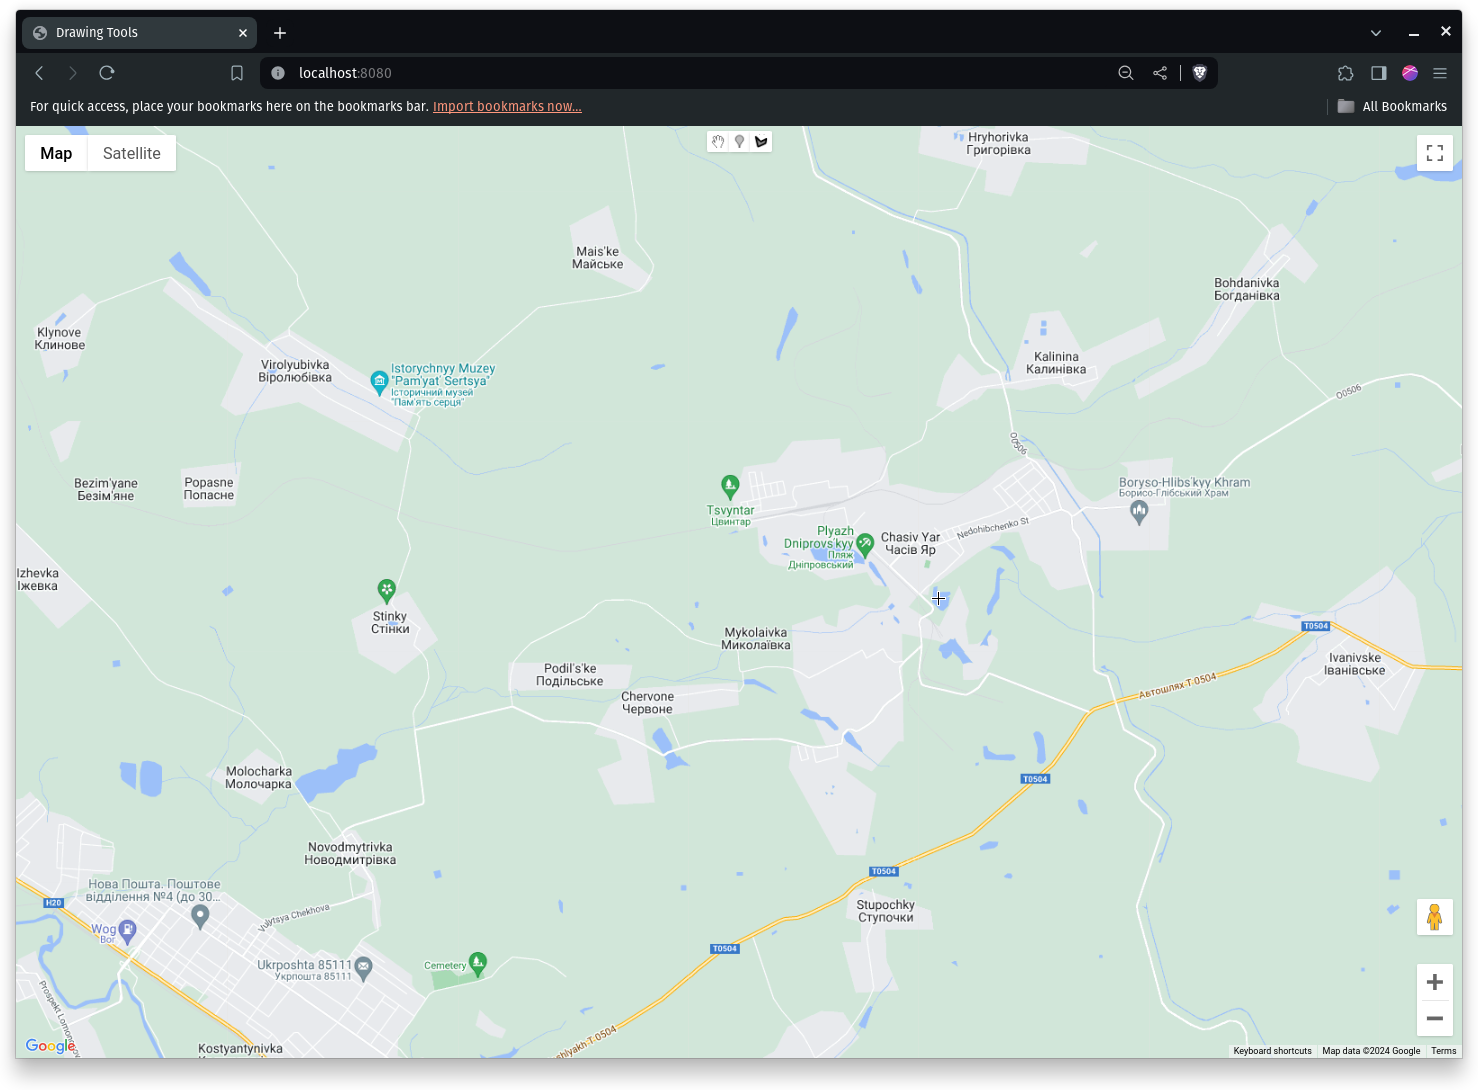 Drawing Tools
localhost:8080
For quick access, place your bookmarks here on the bookmarks bar. Import bookmarks now...
All Bookmarks
Map
Satellite
Hryhorivka
Григорівка
Mais'ke
Майське
Bohdanivka
Богданівка
Klynove
Клинове
Virolyubivka
Віролюбівка
Istorychnyy Muzey
"Pam'yat' Sertsya"
Історичний музей
"Пам'ять серця"
Kalinina
Калинівка
O0506
O0506
Bezim'yane
Безім'яне
Popasne
Попасне
Boryso-Hlibs'kyy Khram
Борисо-Глібський Храм
Tsvyntar
Цвинтар
Plyazh
Dniprovs'kyy
Пляж
Дніпровський
Chasiv Yar
Часів Яр
Nedohibchenko St
Izhevka
Іжевка
Stinky
Стінки
Mykolaivka
Миколаївка
T0504
Ivanivske
Іванівське
Podil's'ke
Подільське
Автошлях Т 0504
Chervone
Червоне
Molocharka
Молочарка
T0504
Novodmytrivka
Новодмитрівка
T0504
Нова Пошта. Поштове
відділення №4 (до 30...
H20
Stupochky
Ступочки
Vulytsya Chekhova
Wog
Вог
T0504
Ukrposhta 85111
Укрпошта 85111
Cemetery
Prospekt Lomono
shlyakh T 0504
Kostyantynivka
Google
Keyboard shortcuts
Map data ©2024 Google
Terms